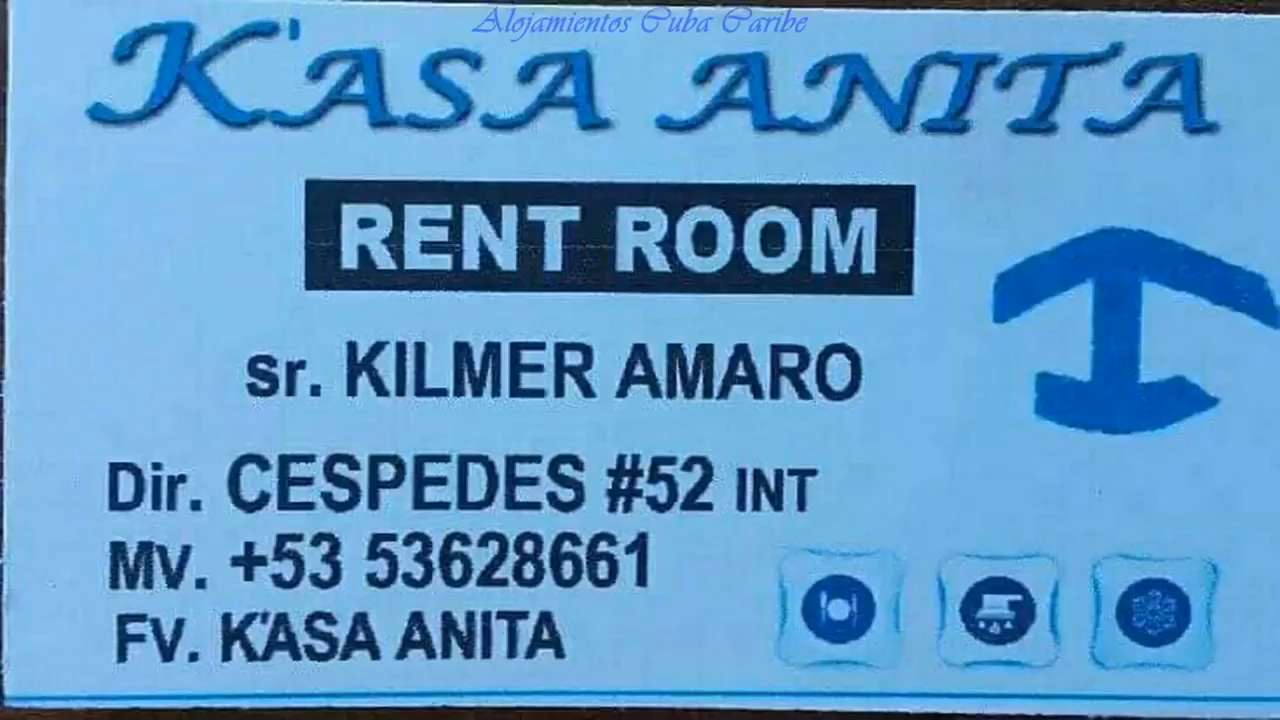 Alojamientos Cuba Caribe
K'ASA ANITA
RENT ROOM
sr. KILMER AMARO
Dir. CESPEDES #52 INT
Mv. +53 53628661
FV. K'ASA ANITA